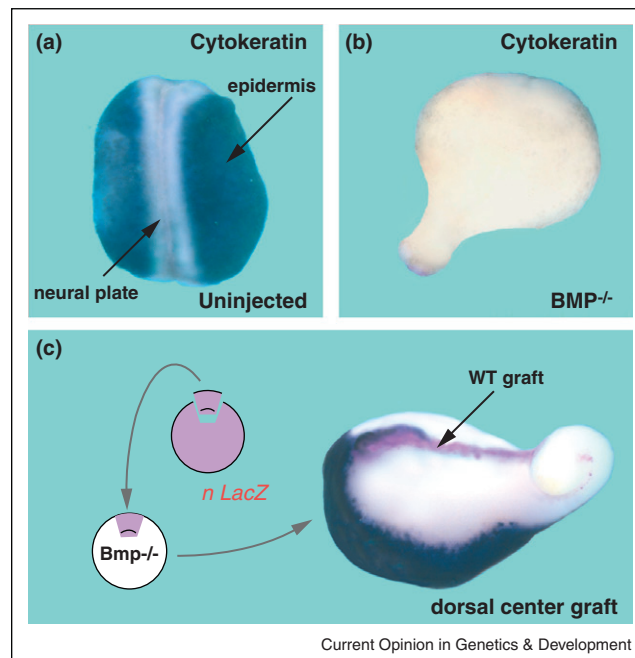 (a) Cytokeratin
epidermis
neural plate
Uninjected
(b) Cytokeratin
BMP-/-
(c)
WT graft
n LacZ
Bmp-/-
dorsal center graft
Current Opinion in Genetics & Development